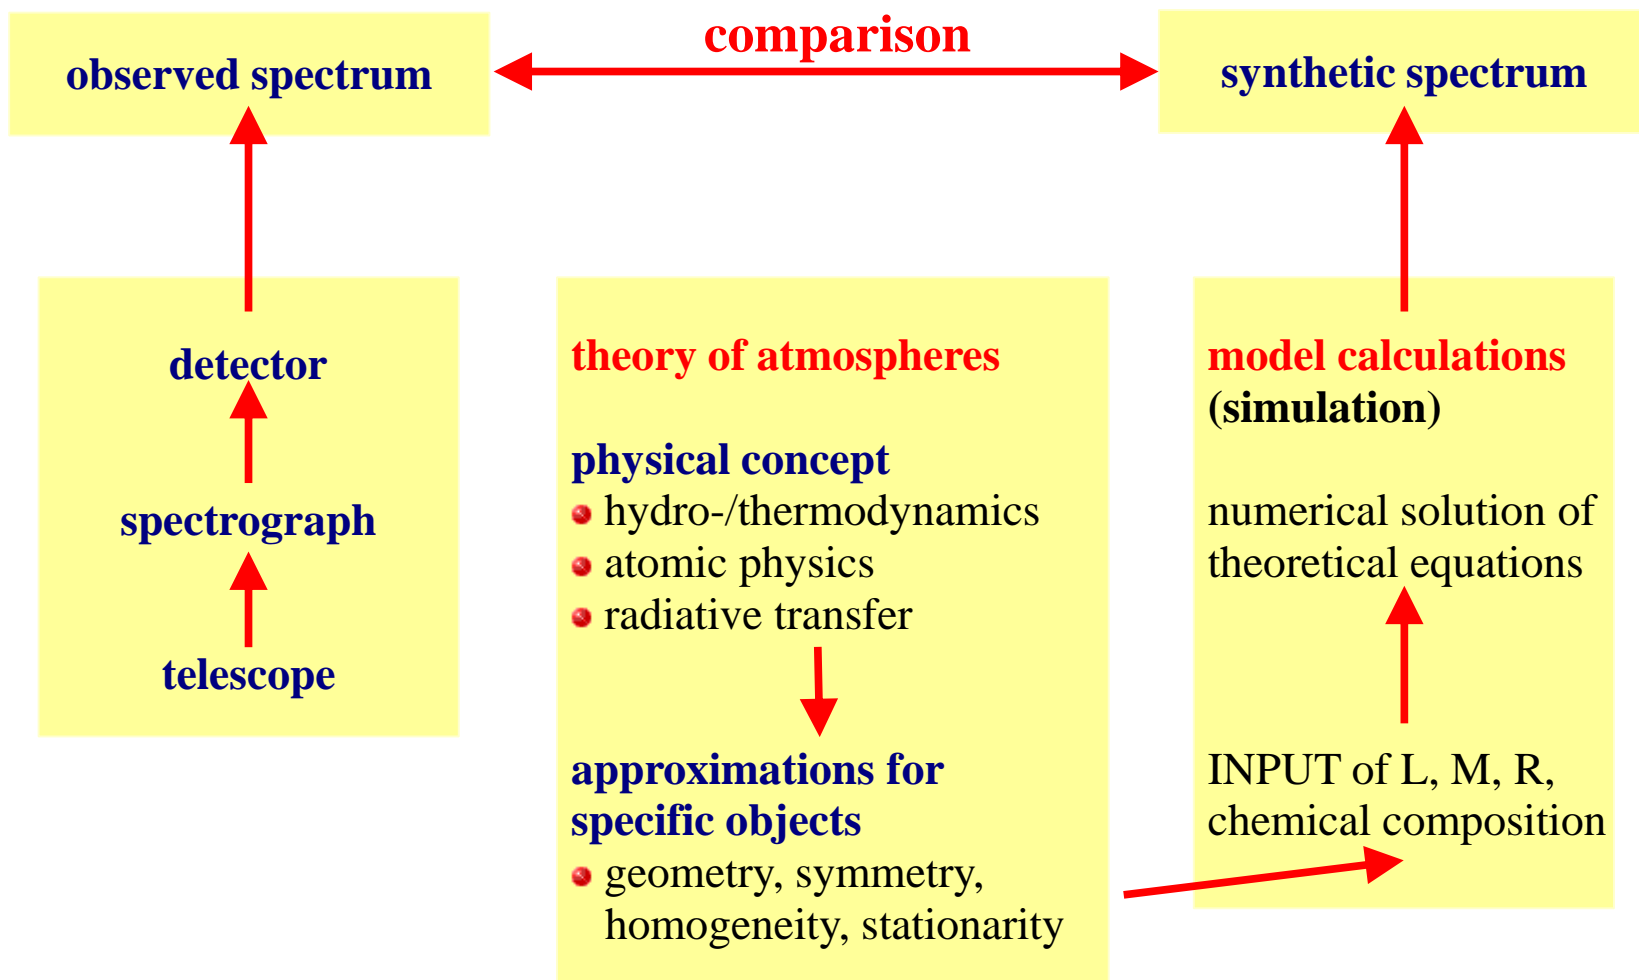 comparison
observed spectrum
synthetic spectrum
detector
spectrograph
telescope
theory of atmospheres
physical concept
hydro-/thermodynamics
atomic physics
radiative transfer
approximations for
specific objects
geometry, symmetry,
homogeneity, stationarity
model calculations
(simulation)
numerical solution of
theoretical equations
INPUT of L, M, R,
chemical composition